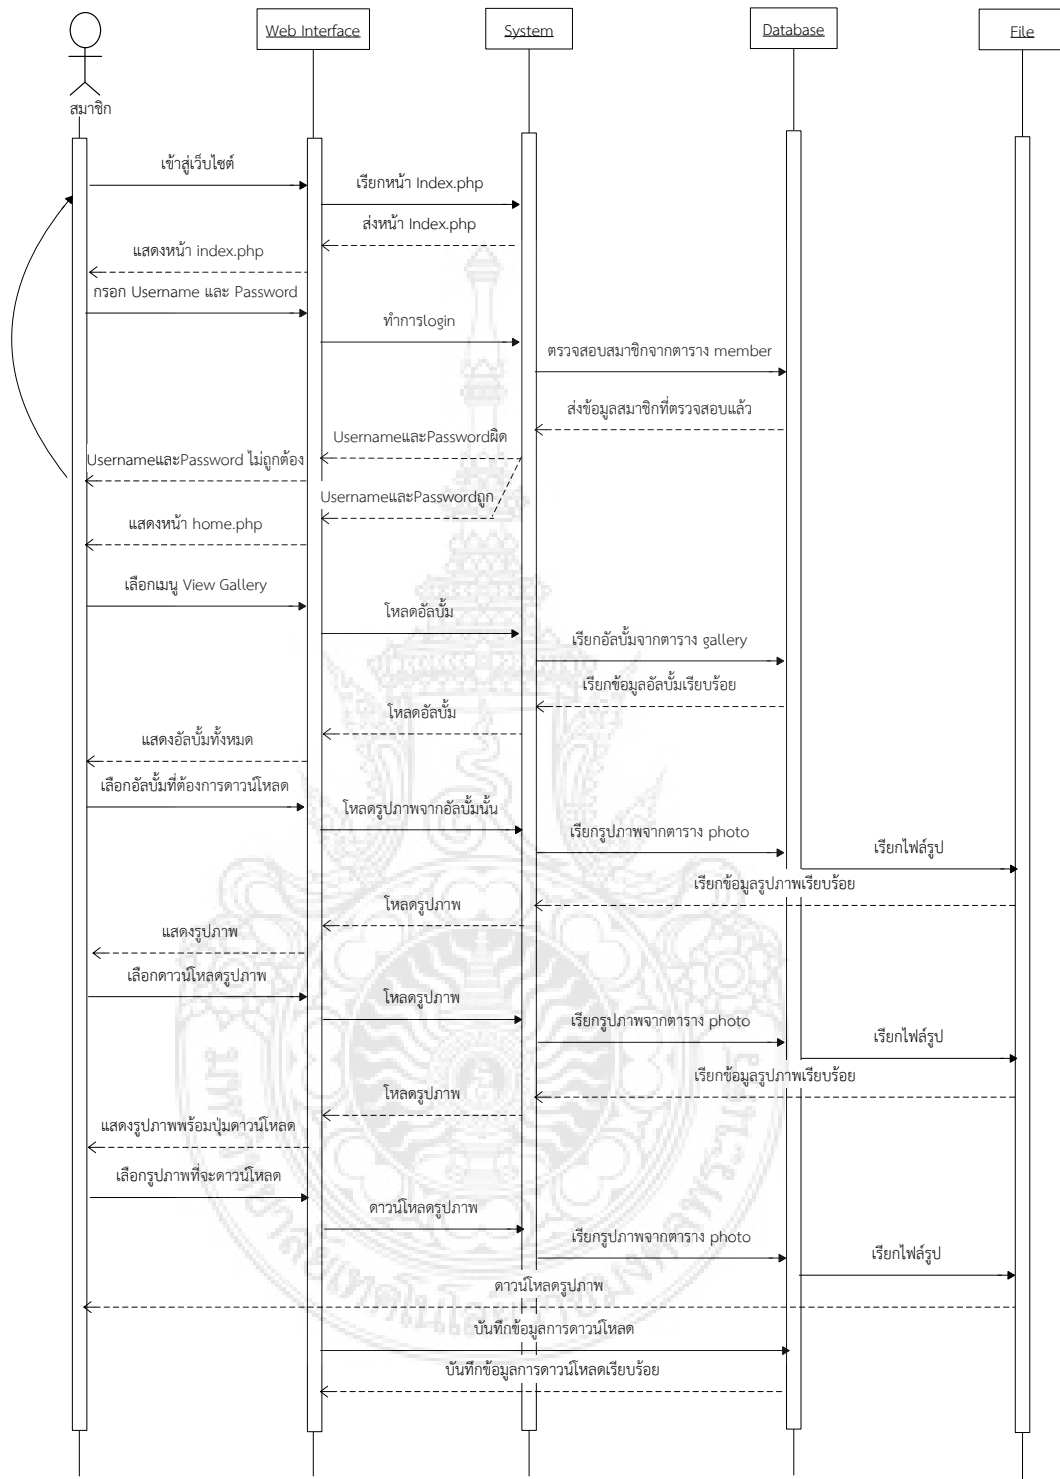 Web Interface
System
Database
File
สมาชิก
เข้าสู่เว็บไซต์
เรียกหน้า Index.php
ส่งหน้า Index.php
แสดงหน้า index.php
กรอก Username และ Password
ทำการlogin
ตรวจสอบสมาชิกจากตาราง member
ส่งข้อมูลสมาชิกที่ตรวจสอบแล้ว
UsernameและPasswordผิด
UsernameและPassword ไม่ถูกต้อง
UsernameและPasswordถูก
แสดงหน้า home.php
เลือกเมนู View Gallery
โหลดอัลบั้ม
เรียกอัลบั้มจากตาราง gallery
เรียกข้อมูลอัลบั้มเรียบร้อย
โหลดอัลบั้ม
แสดงอัลบั้มทั้งหมด
เลือกอัลบั้มที่ต้องการดาวน์โหลด
โหลดรูปภาพจากอัลบั้มนั้น
เรียกรูปภาพจากตาราง photo
เรียกไฟล์รูป
เรียกข้อมูลรูปภาพเรียบร้อย
โหลดรูปภาพ
แสดงรูปภาพ
เลือกดาวน์โหลดรูปภาพ
โหลดรูปภาพ
เรียกรูปภาพจากตาราง photo
เรียกไฟล์รูป
เรียกข้อมูลรูปภาพเรียบร้อย
โหลดรูปภาพ
แสดงรูปภาพพร้อมปุ่มดาวน์โหลด
เลือกรูปภาพที่จะดาวน์โหลด
ดาวน์โหลดรูปภาพ
เรียกรูปภาพจากตาราง photo
เรียกไฟล์รูป
ดาวน์โหลดรูปภาพ
บันทึกข้อมูลการดาวน์โหลด
บันทึกข้อมูลการดาวน์โหลดเรียบร้อย